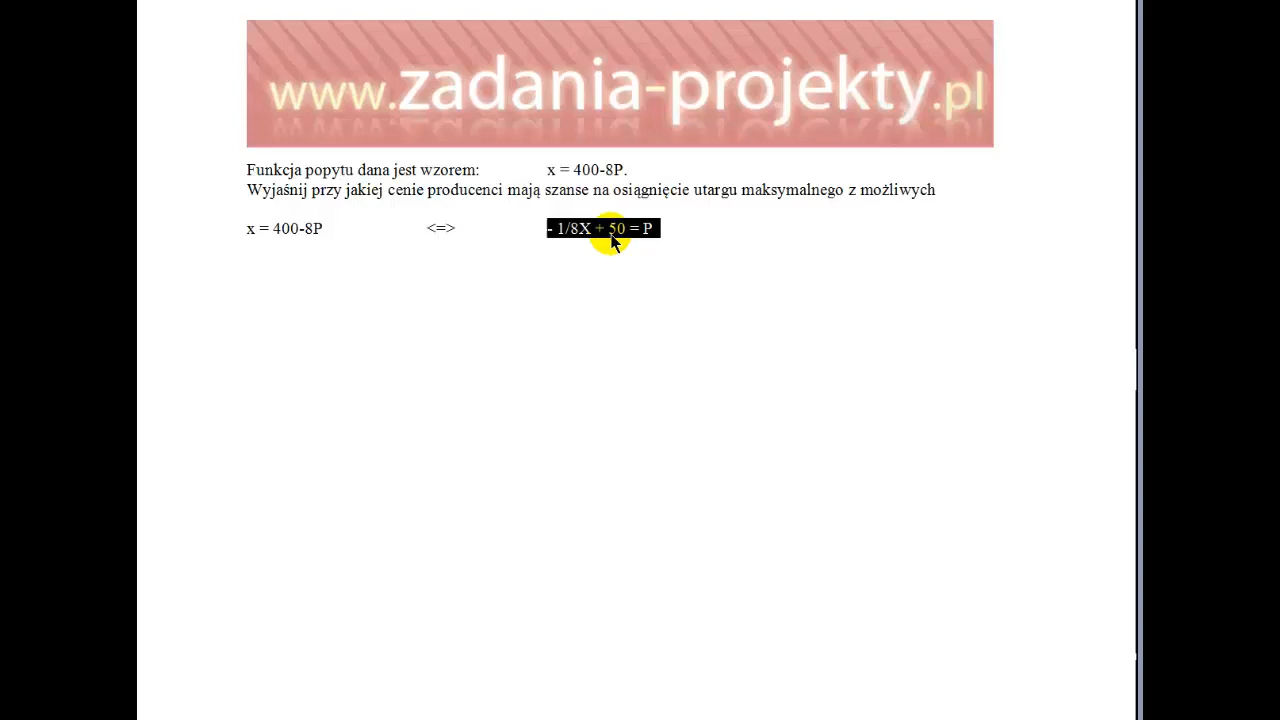 www.zadania-projekty.pl
Funkcja popytu dana jest wzorem: x = 400-8P.
Wyjaśnij przy jakiej cenie producenci mają szanse na osiągnięcie utargu maksymalnego z możliwych
x = 400-8P <=> - 1/8X + 50 = P